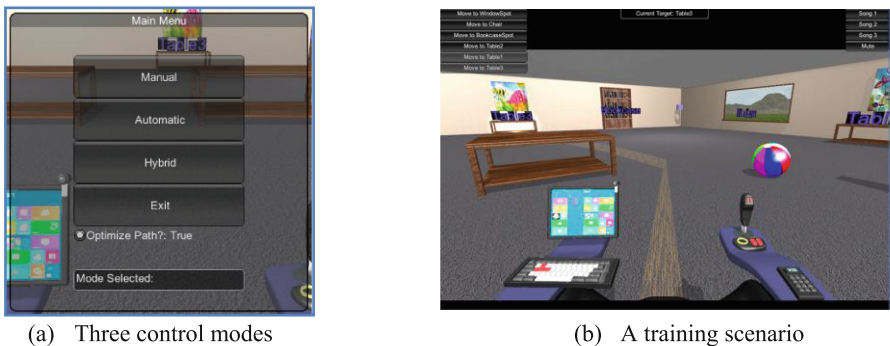 Main Menu
Table3
Manual
Automatic
Hybrid
Exit
Optimize Path?: True
Mode Selected:
(a) Three control modes
Move to WindowSpot
Move to Chair
Move to BookcaseSpot
Move to Table2
Move to Table1
Move to Table3
Current Target: Table3
Song 1
Song 2
Song 3
Mute
(b) A training scenario